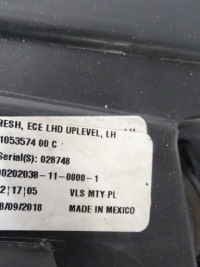 RESH, ECE LHD UPLEVEL, LH
1053574 00 C
Serial(S): 028748
00202038-11-0000-1
2|17|05 VLS MTY PL
8/09/2018 MADE IN MEXICO